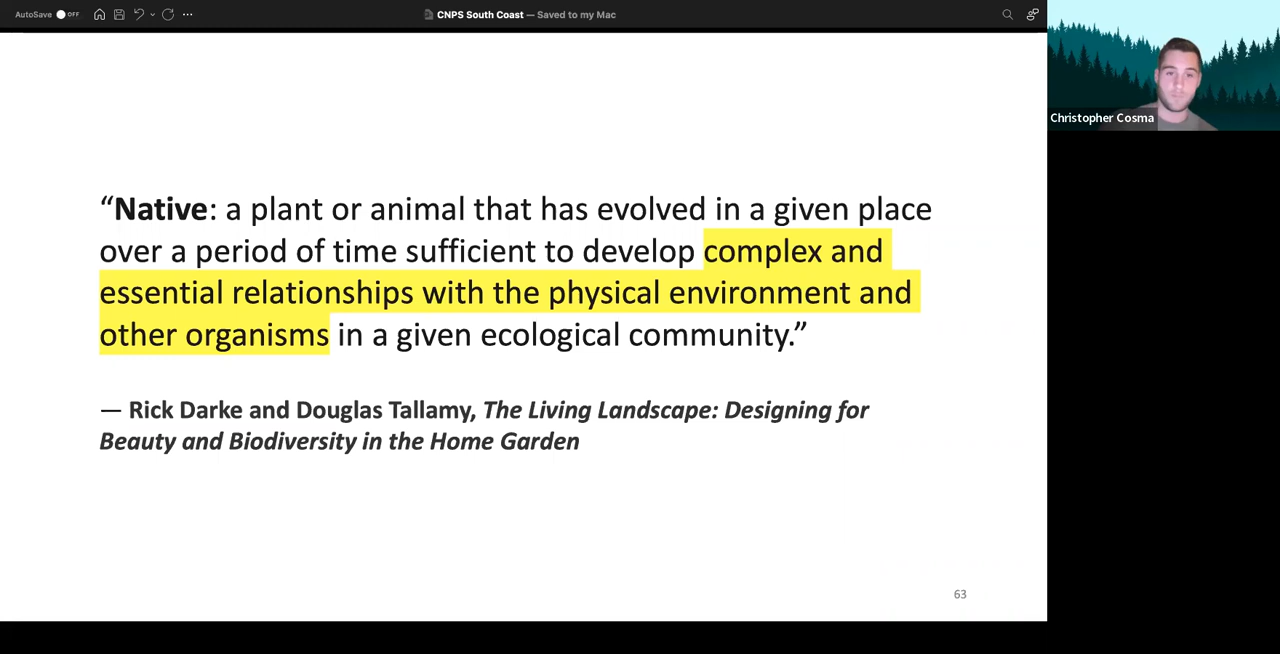 AutoSave OFF
CNPS South Coast — Saved to my Mac
Christopher Cosma
“Native: a plant or animal that has evolved in a given place
over a period of time sufficient to develop complex and
essential relationships with the physical environment and
other organisms in a given ecological community.”
— Rick Darke and Douglas Tallamy, The Living Landscape: Designing for
Beauty and Biodiversity in the Home Garden
63